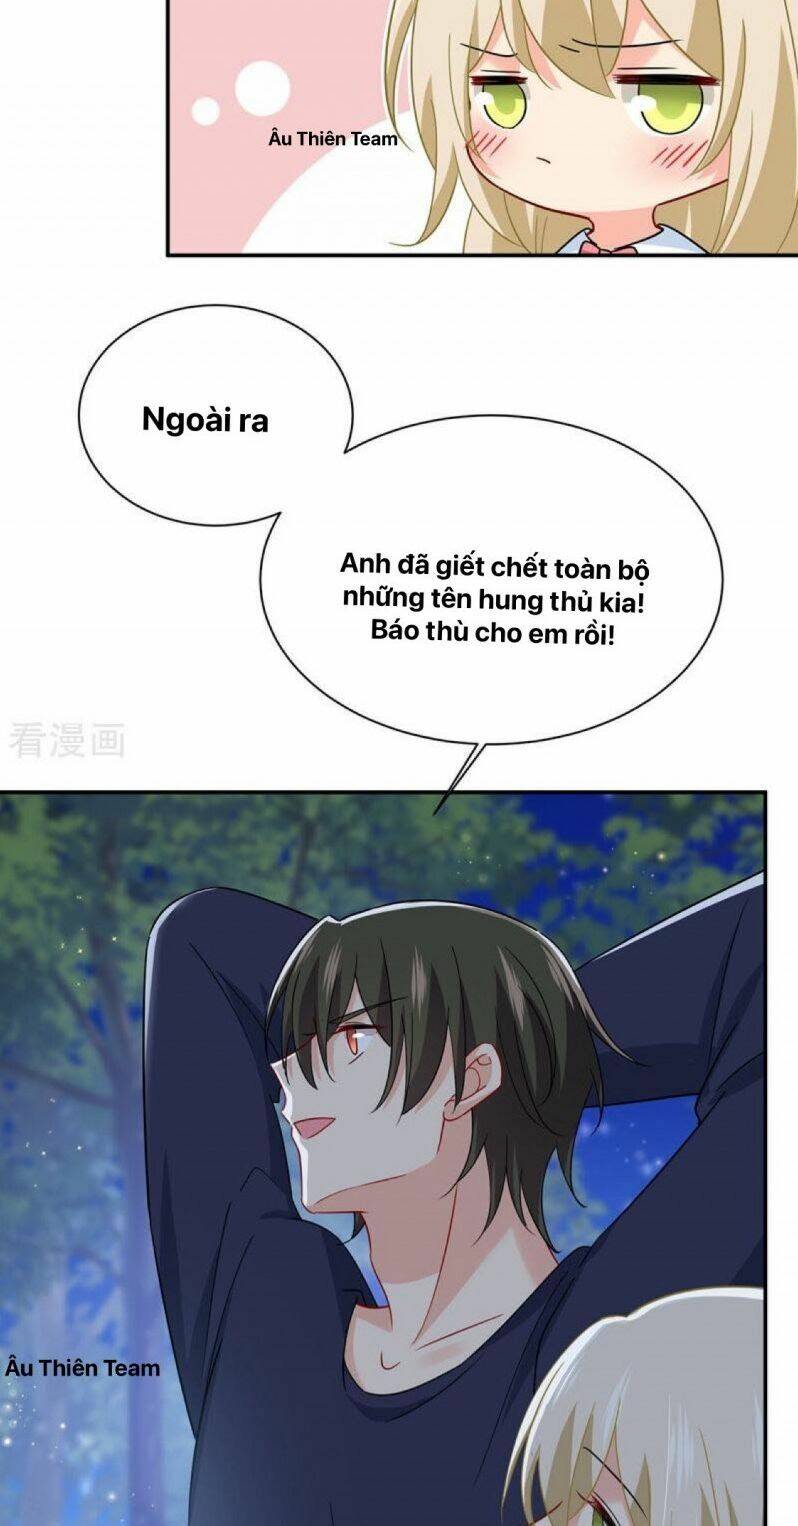 Âu Thiên Team
Ngoài ra
Anh đã giết chết toàn bộ
những tên hung thủ kia!
Báo thù cho em rồi!
看漫画
Âu Thiên Team